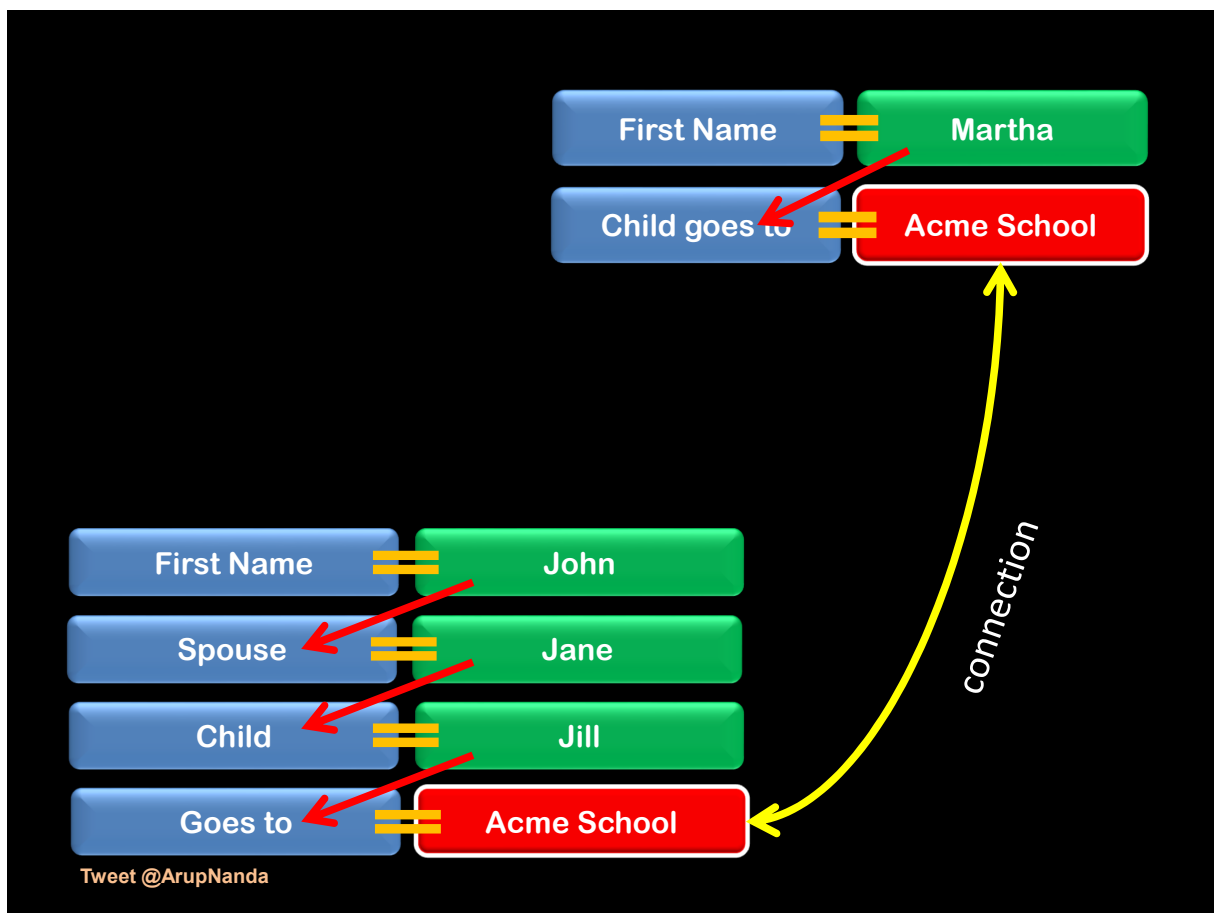 First Name = Martha
Child goes to = Acme School
connection
First Name = John
Spouse = Jane
Child = Jill
Goes to = Acme School
Tweet @ArupNanda